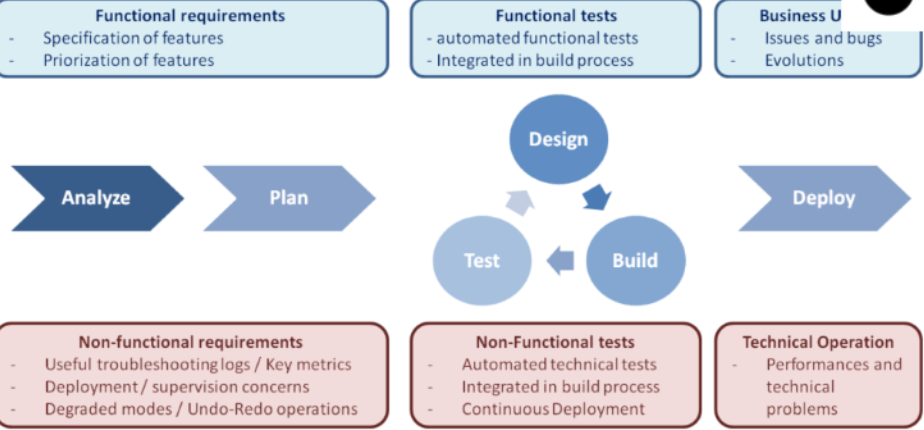 Functional requirements
- Specification of features
- Priorization of features
Functional tests
- automated functional tests
- Integrated in build process
Business U
- Issues and bugs
- Evolutions
Analyze
Plan
Design
Build
Test
Deploy
Non-functional requirements
- Useful troubleshooting logs / Key metrics
- Deployment / supervision concerns
- Degraded modes / Undo-Redo operations
Non-Functional tests
- Automated technical tests
- Integrated in build process
- Continuous Deployment
Technical Operation
- Performances and
technical
problems